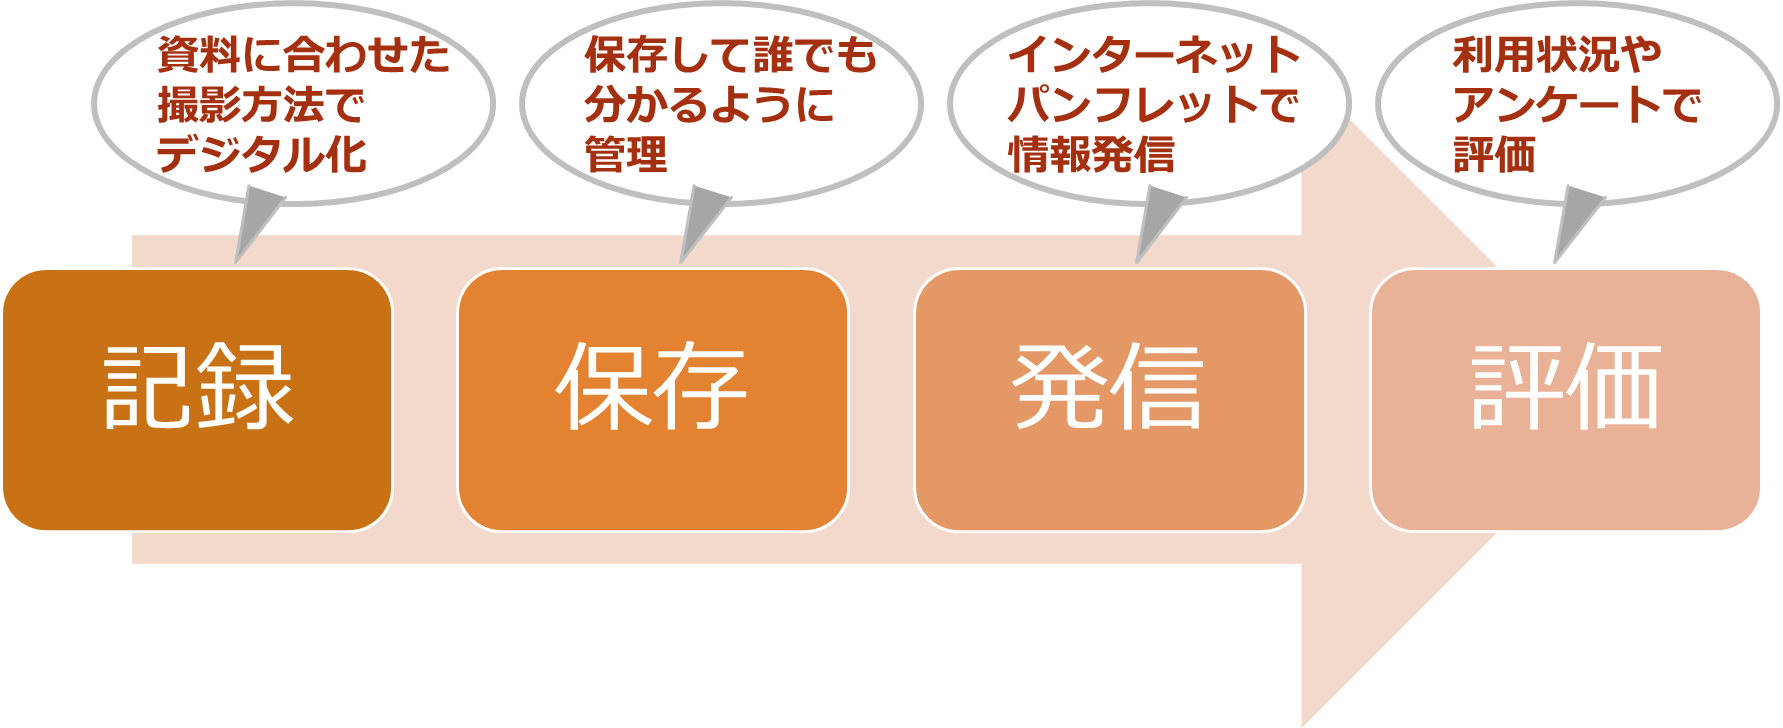 資料に合わせた
撮影方法で
デジタル化
保存して誰でも
分かるように
管理
インターネット
パンフレットで
情報発信
利用状況や
アンケートで
評価
記録
保存
発信
評価